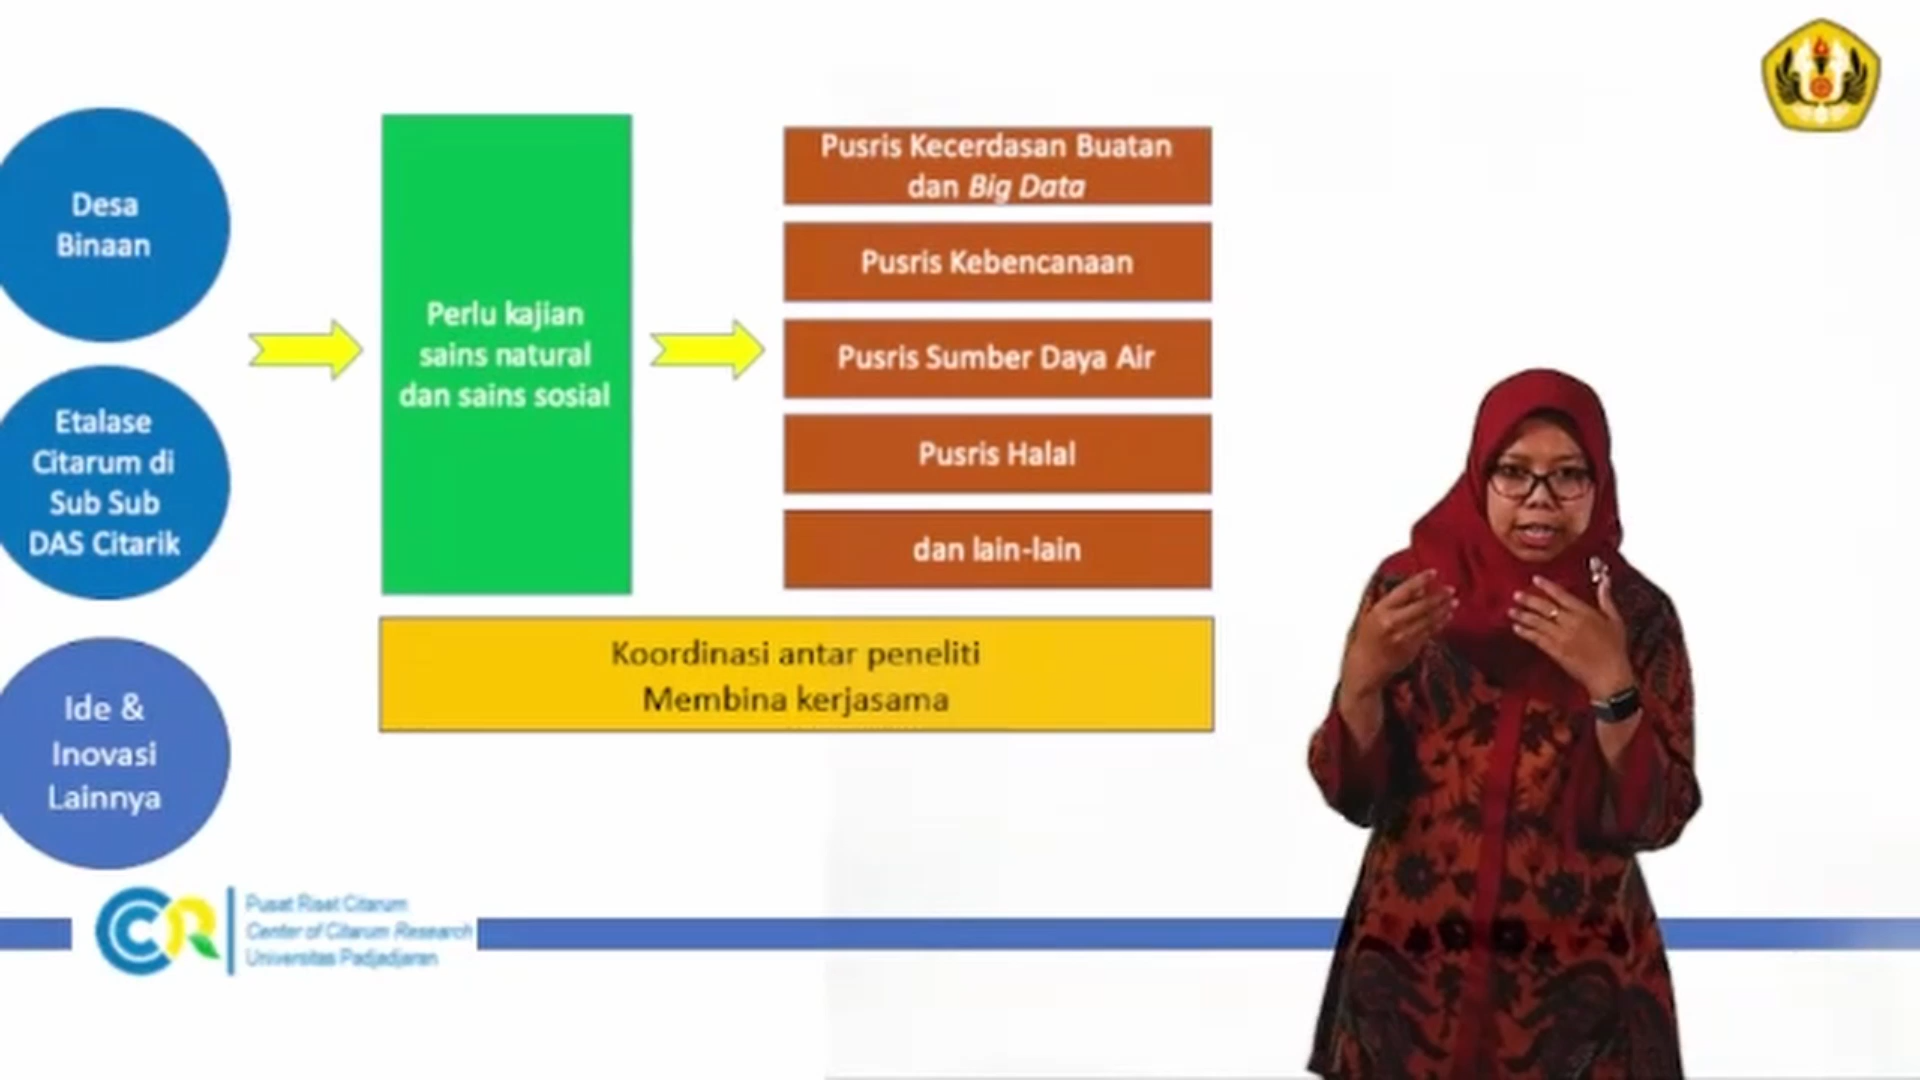 Desa
Binaan
Etalase
Citarum di
Sub Sub
DAS Citarik
Ide &
Inovasi
Lainnya
Perlu kajian
sains natural
dan sains sosial
Pusris Kecerdasan Buatan
dan Big Data
Pusris Kebencanaan
Pusris Sumber Daya Air
Pusris Halal
dan lain-lain
Koordinasi antar peneliti
Membina kerjasama
CR
Pusat Riset Citarum
Center of Citarum Research
Universitas Padjadjaran